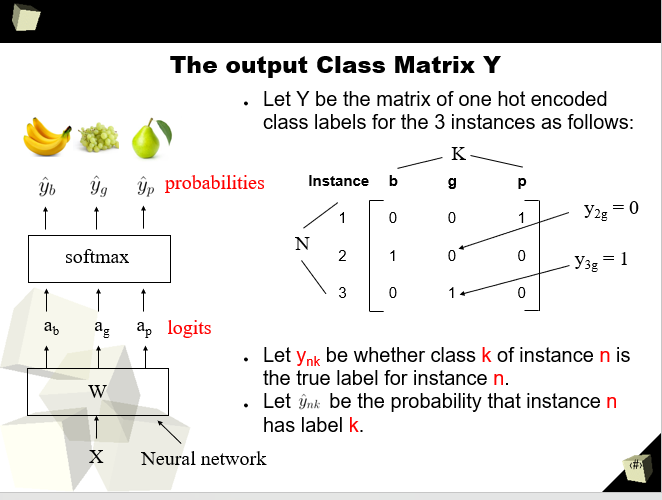 The output Class Matrix Y
• Let Y be the matrix of one hot encoded
class labels for the 3 instances as follows:
K
Instance b g p
1 0 0 1
N
2 1 0 0
3 0 1 0
y2g = 0
y3g = 1
ŷb ŷg ŷp probabilities
softmax
ab ag ap logits
W
X Neural network
• Let ynk be whether class k of instance n is
the true label for instance n.
• Let ŷnk be the probability that instance n
has label k.
‹#›